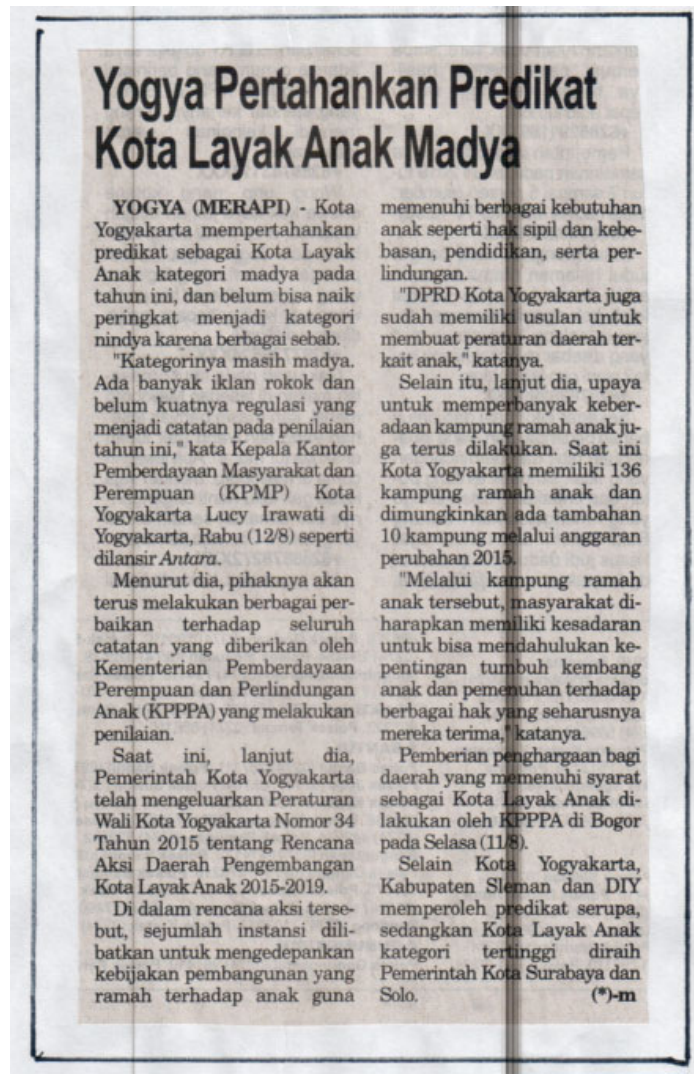 Yogya Pertahankan Predikat
Kota Layak Anak Madya
YOGYA (MERAPI) - Kota
Yogyakarta mempertahankan
predikat sebagai Kota Layak
Anak kategori madya pada
tahun ini, dan belum bisa naik
peringkat menjadi kategori
nindya karena berbagai sebab.
"Kategorinya masih madya.
Ada banyak iklan rokok dan
belum kuatnya regulasi yang
menjadi catatan pada penilaian
tahun ini," kata Kepala Kantor
Pemberdayaan Masyarakat dan
Perempuan (KPMP) Kota
Yogyakarta Lucy Irawati di
Yogyakarta, Rabu (12/8) seperti
dilansir Antara.
Menurut dia, pihaknya akan
terus melakukan berbagai per-
baikan terhadap seluruh
catatan yang diberikan oleh
Kementerian Pemberdayaan
Perempuan dan Perlindungan
Anak (KPPPA) yang melakukan
penilaian.
Saat ini, lanjut dia,
Pemerintah Kota Yogyakarta
telah mengeluarkan Peraturan
Wali Kota Yogyakarta Nomor 34
Tahun 2015 tentang Rencana
Aksi Daerah Pengembangan
Kota Layak Anak 2015-2019.
Di dalam rencana aksi terse-
but, sejumlah instansi dili-
batkan untuk mengedepankan
kebijakan pembangunan yang
ramah terhadap anak guna
memenuhi berbagai kebutuhan
anak seperti hak sipil dan kebe-
basan, pendidikan, serta per-
lindungan.
"DPRD Kota Yogyakarta juga
sudah memiliki usulan untuk
membuat peraturan daerah ter-
kait anak," katanya.
Selain itu, lanjut dia, upaya
untuk memperbanyak keber-
adaan kampung ramah anak ju-
ga terus dilakukan. Saat ini
Kota Yogyakarta memiliki 136
kampung ramah anak dan
dimungkinkan ada tambahan
10 kampung melalui anggaran
perubahan 2015.
"Melalui kampung ramah
anak tersebut, masyarakat di-
harapkan memiliki kesadaran
untuk bisa mendahulukan ke-
pentingan tumbuh kembang
anak dan pemenuhan terhadap
berbagai hak yang seharusnya
mereka terima," katanya.
Pemberian penghargaan bagi
daerah yang memenuhi syarat
sebagai Kota Layak Anak di-
lakukan oleh KPPPA di Bogor
pada Selasa (11/8).
Selain Kota Yogyakarta,
Kabupaten Sleman dan DIY
memperoleh predikat serupa,
sedangkan Kota Layak Anak
kategori tertinggi diraih
Pemerintah Kota Surabaya dan
Solo. (*)-m